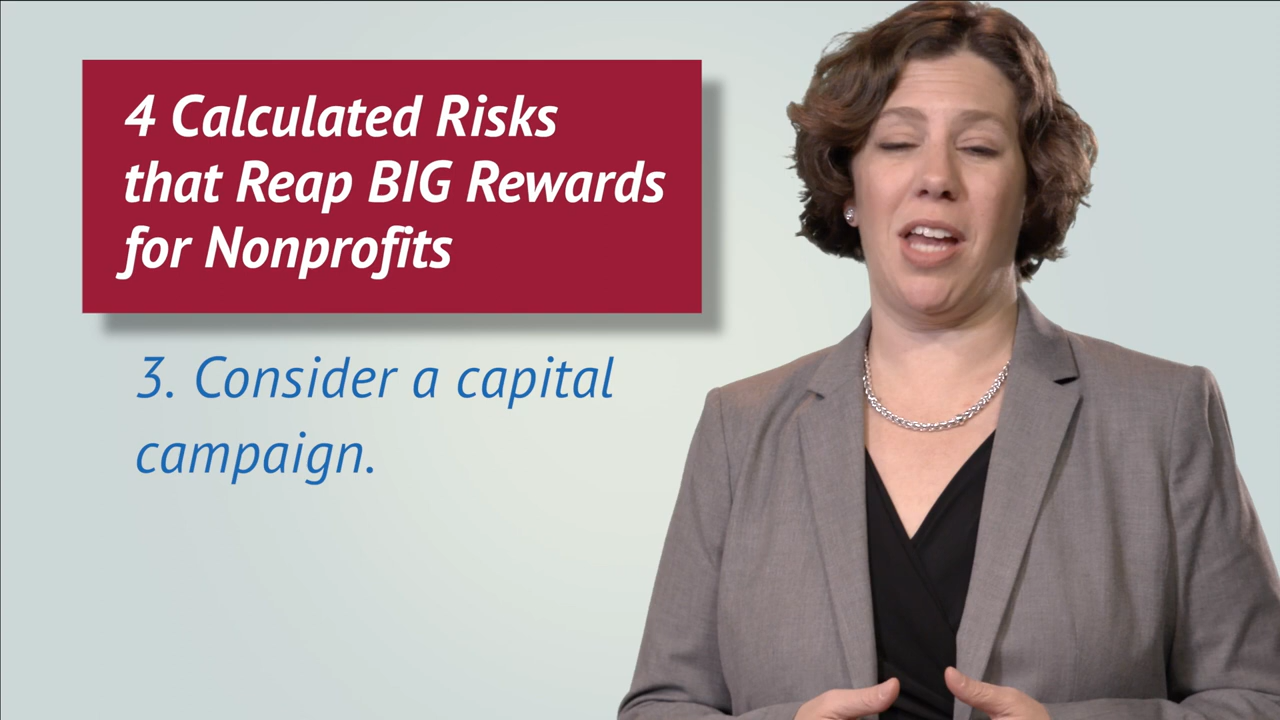 4 Calculated Risks
that Reap BIG Rewards
for Nonprofits
3. Consider a capital
campaign.